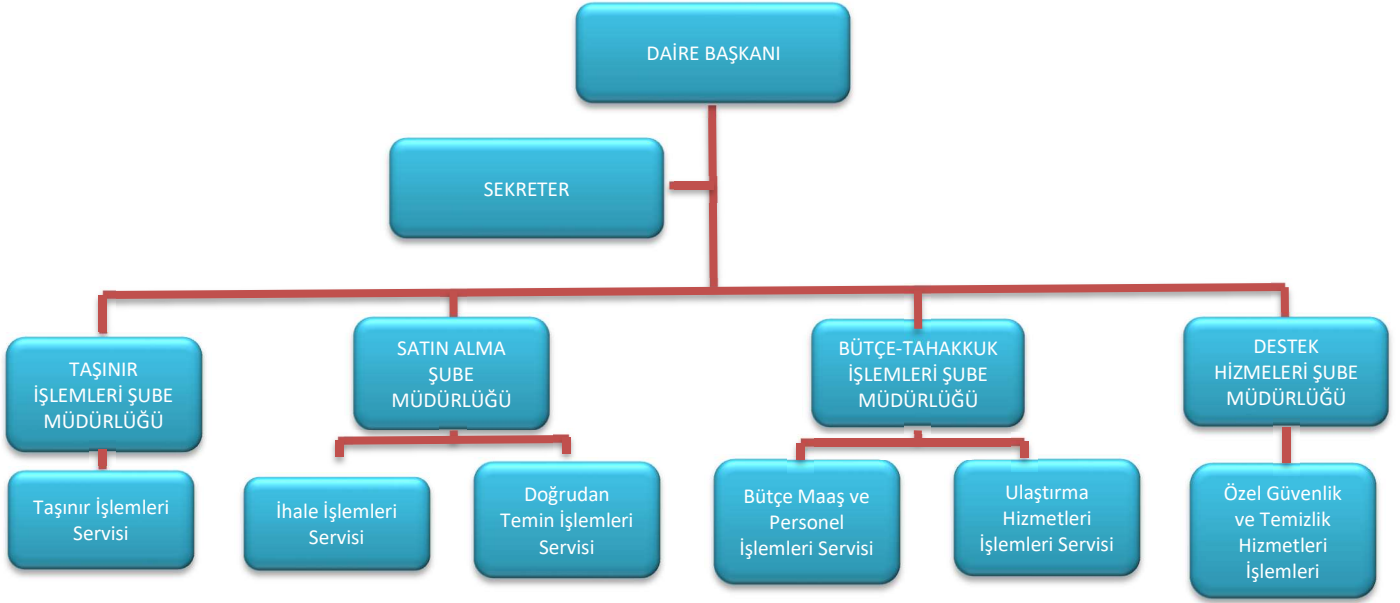 DAİRE BAŞKANI
SEKRETER
TAŞINIR
İŞLEMLERİ ŞUBE
MÜDÜRLÜĞÜ
SATIN ALMA
ŞUBE
MÜDÜRLÜĞÜ
BÜTÇE-TAHAKKUK
İŞLEMLERİ ŞUBE
MÜDÜRLÜĞÜ
DESTEK
HİZMELERİ ŞUBE
MÜDÜRLÜĞÜ
Taşınır İşlemleri
Servisi
İhale İşlemleri
Servisi
Doğrudan
Temin İşlemleri
Servisi
Bütçe Maaş ve
Personel
İşlemleri Servisi
Ulaştırma
Hizmetleri
İşlemleri Servisi
Özel Güvenlik
ve Temizlik
Hizmetleri
İşlemleri